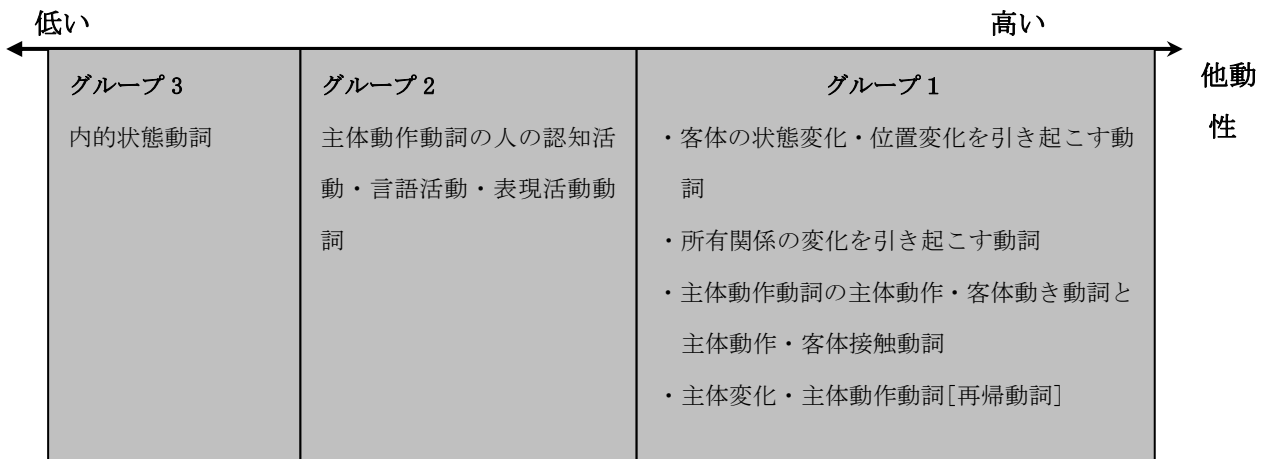 低い
高い
他動
性
グループ3
内的状態動詞
グループ2
主体動作動詞の人の認知活
動・言語活動・表現活動動
詞
グループ1
・客体の状態変化・位置変化を引き起こす動
詞
・所有関係の変化を引き起こす動詞
・主体動作動詞の主体動作・客体動き動詞と
主体動作・客体接触動詞
・主体変化・主体動作動詞[再帰動詞]